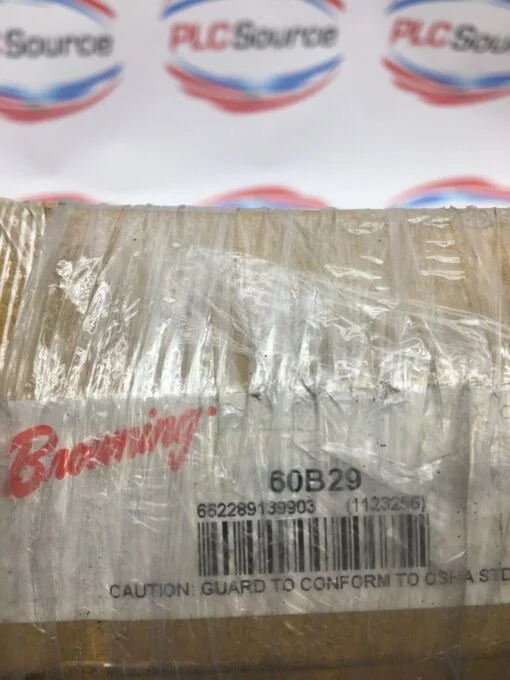 PLCSource PLCSource PLCSource
Browning
60B29
662289139903 (1123256)
CAUTION: GUARD TO CONFORM TO OSHA STD